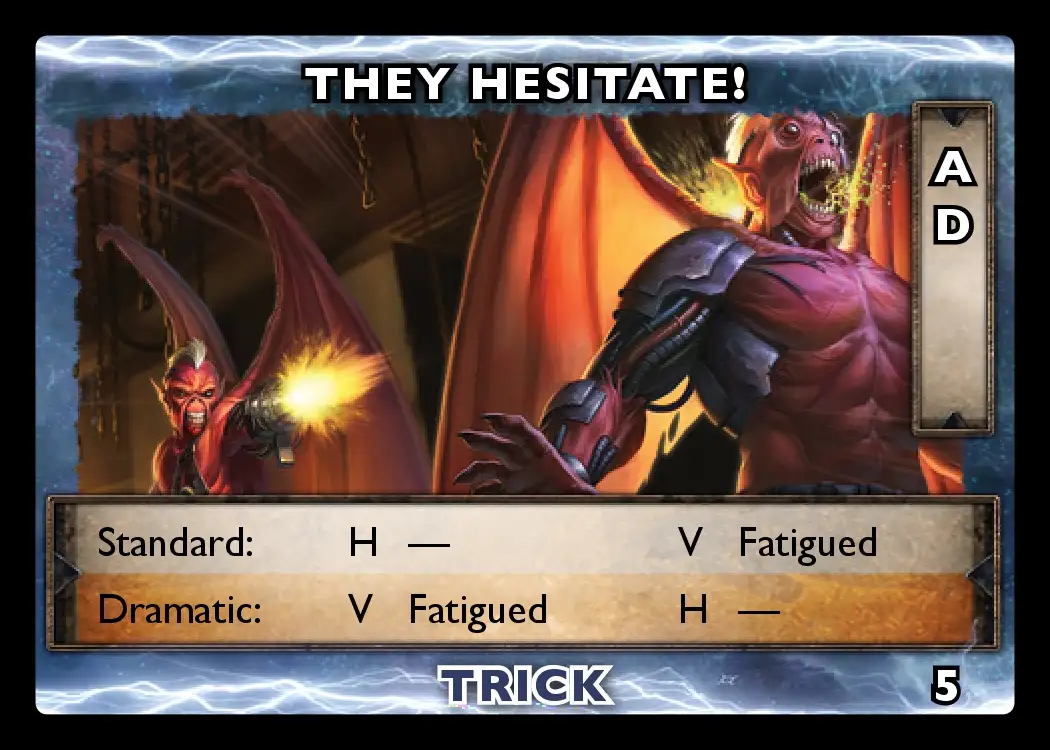 THEY HESITATE!
A
D
Standard: H — V Fatigued
Dramatic: V Fatigued H —
TRICK
5